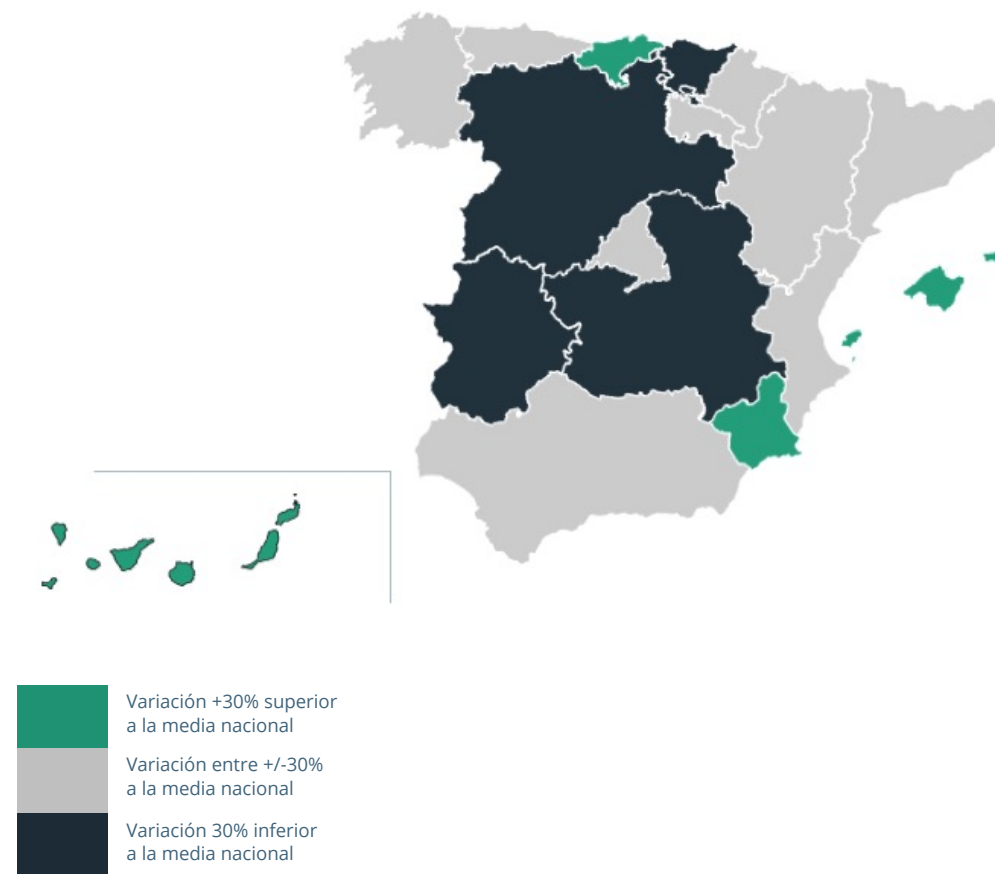 Variación +30% superior
a la media nacional
Variación entre +/-30%
a la media nacional
Variación 30% inferior
a la media nacional